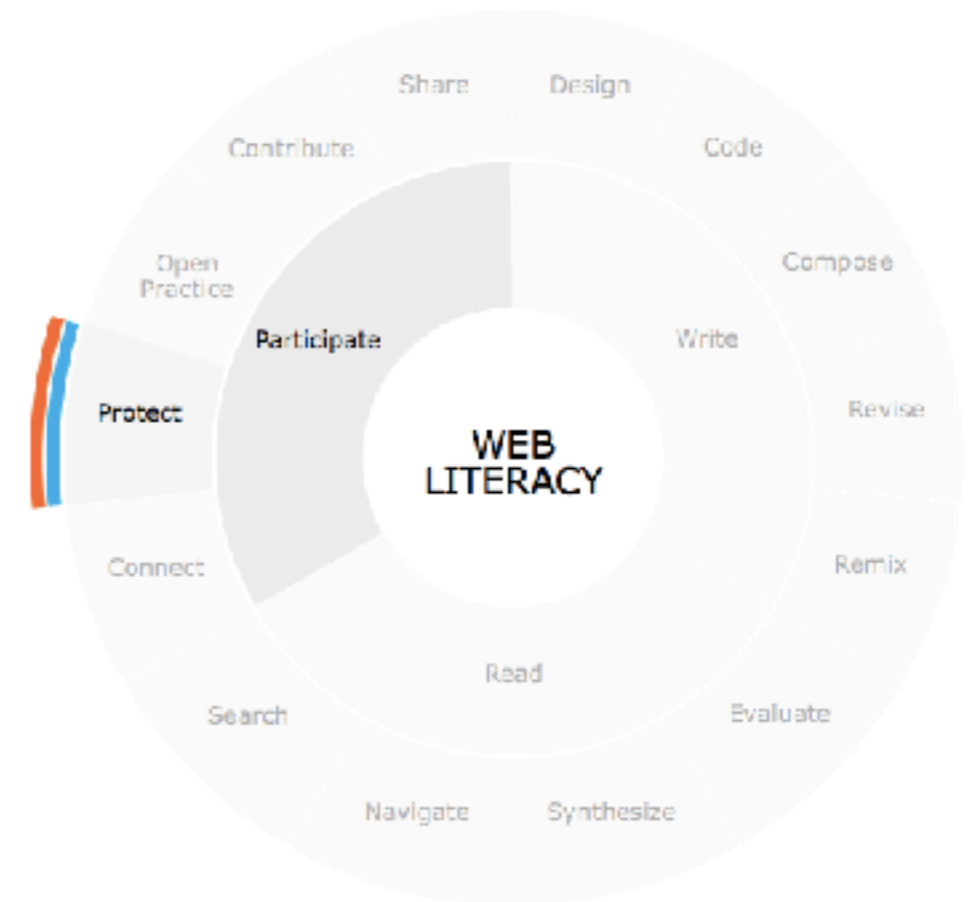 Share
Design
Contribute
Code
Open
Practice
Compose
Participate
Write
Protect
Revise
WEB
LITERACY
Connect
Remix
Read
Search
Evaluate
Navigate
Synthesize